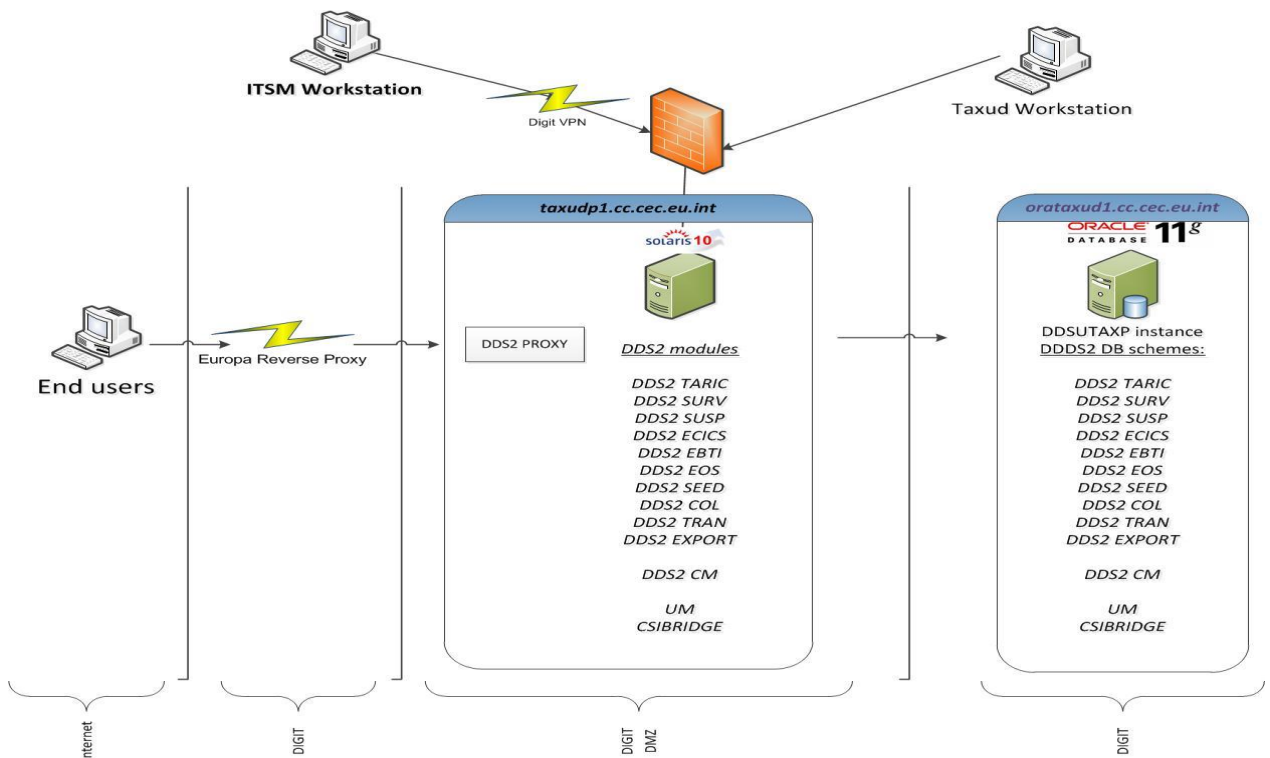 ITSM Workstation
Digit VPN
Taxud Workstation
taxudp1.cc.cec.eu.int
solaris 10
orataxud1.cc.cec.eu.int
ORACLE
DATABASE 11g
End users
Europa Reverse Proxy
DDS2 PROXY
DDS2 modules
DDS2 TARIC
DDS2 SURV
DDS2 SUSP
DDS2 ECICS
DDS2 EBTI
DDS2 EOS
DDS2 SEED
DDS2 COL
DDS2 TRAN
DDS2 EXPORT
DDS2 CM
UM
CSIBRIDGE
DDSUTAXP instance
DDDS2 DB schemes:
DDS2 TARIC
DDS2 SURV
DDS2 SUSP
DDS2 ECICS
DDS2 EBTI
DDS2 EOS
DDS2 SEED
DDS2 COL
DDS2 TRAN
DDS2 EXPORT
DDS2 CM
UM
CSIBRIDGE
nternet
DIGIT
DIGIT
DMZ
DIGIT